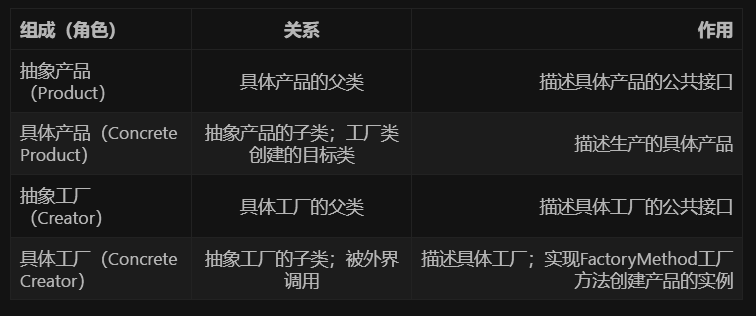 组成（角色） 关系 作用
抽象产品
（Product） 具体产品的父类 描述具体产品的公共接口
具体产品（Concrete
Product） 抽象产品的子类；工厂类
创建的目标类 描述生产的具体产品
抽象工厂
（Creator） 具体工厂的父类 描述具体工厂的公共接口
具体工厂（Concrete
Creator） 抽象工厂的子类；被外界
调用 描述具体工厂；实现FactoryMethod工厂
方法创建产品的实例